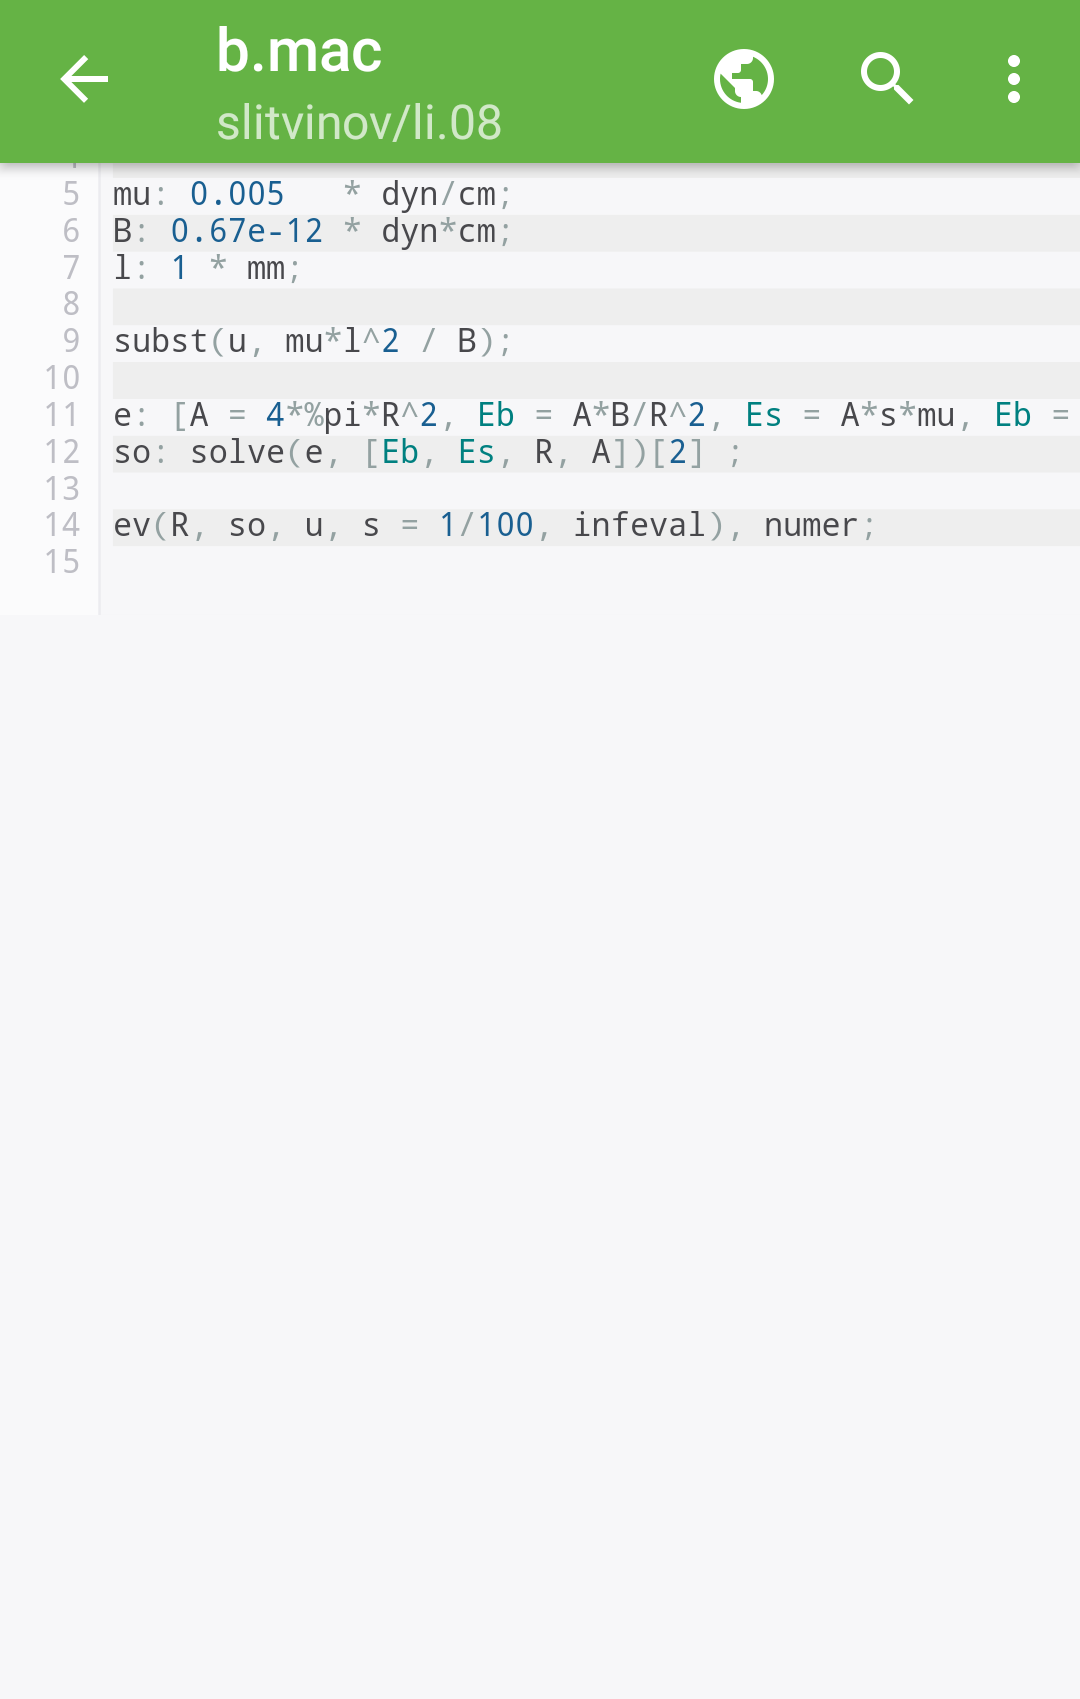 b.mac
slitvinov/li.08
5 mu: 0.005   * dyn/cm;
6 B: 0.67e-12 * dyn*cm;
7 l: 1 * mm;
8
9 subst(u, mu*l^2 / B);
10
11 e: [A = 4*%pi*R^2, Eb = A*B/R^2, Es = A*s*mu, Eb =
12 so: solve(e, [Eb, Es, R, A])[2] ;
13
14 ev(R, so, u, s = 1/100, infeval), numer;
15